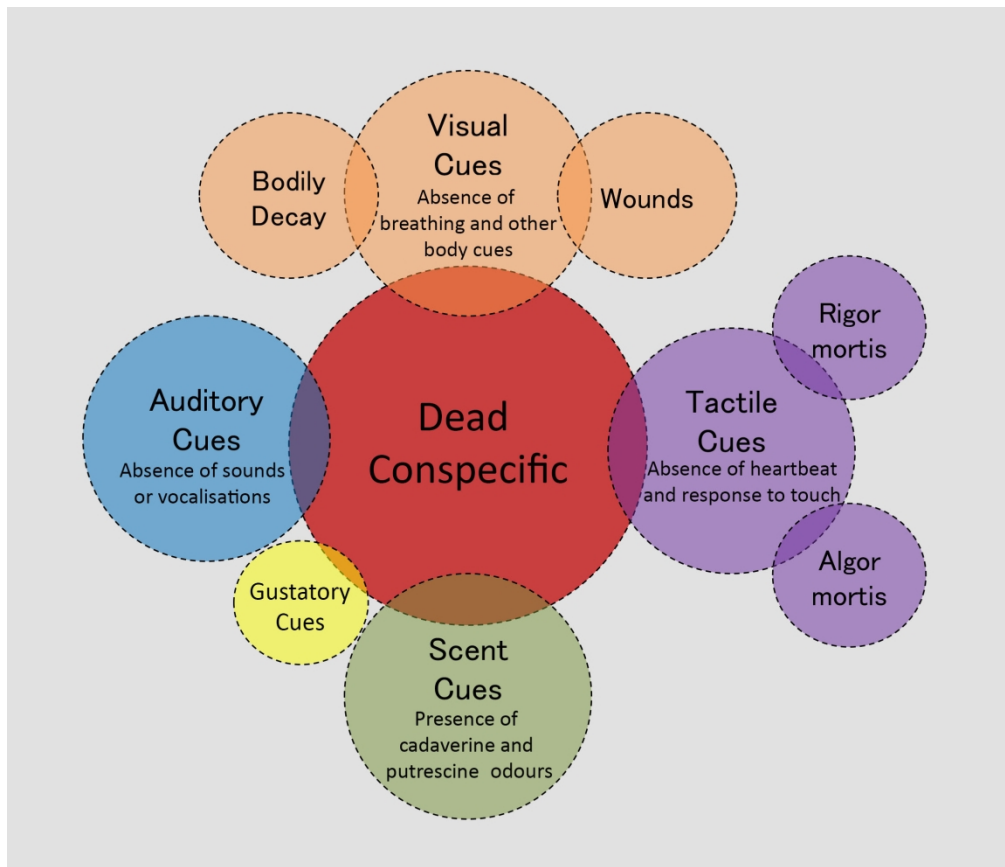 Visual
Cues
Absence of
breathing and other
body cues
Bodily
Decay
Wounds
Rigor
mortis
Auditory
Cues
Absence of sounds
or vocalisations
Dead
Conspecific
Tactile
Cues
Absence of heartbeat
and response to touch
Algor
mortis
Gustatory
Cues
Scent
Cues
Presence of
cadaverine and
putrescine odours